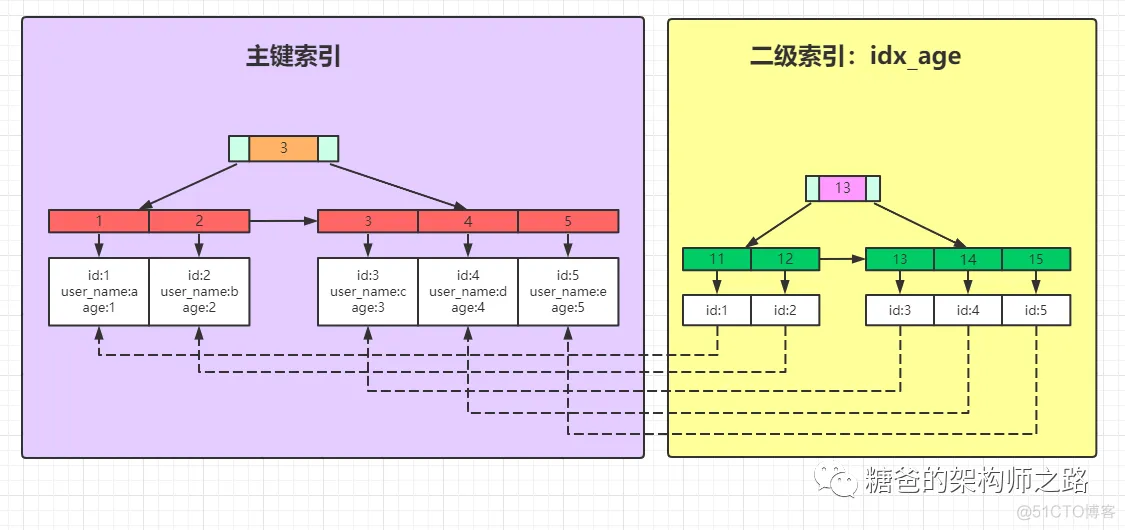 主键索引
二级索引：idx_age
3
13
1 2 3 4 5
11 12 13 14 15
id:1 id:2 id:3 id:4 id:5
user_name:a user_name:b user_name:c user_name:d user_name:e
age:1 age:2 age:3 age:4 age:5
id:1 id:2 id:3 id:4 id:5
糖爸的架构师之路
@51CTO博客